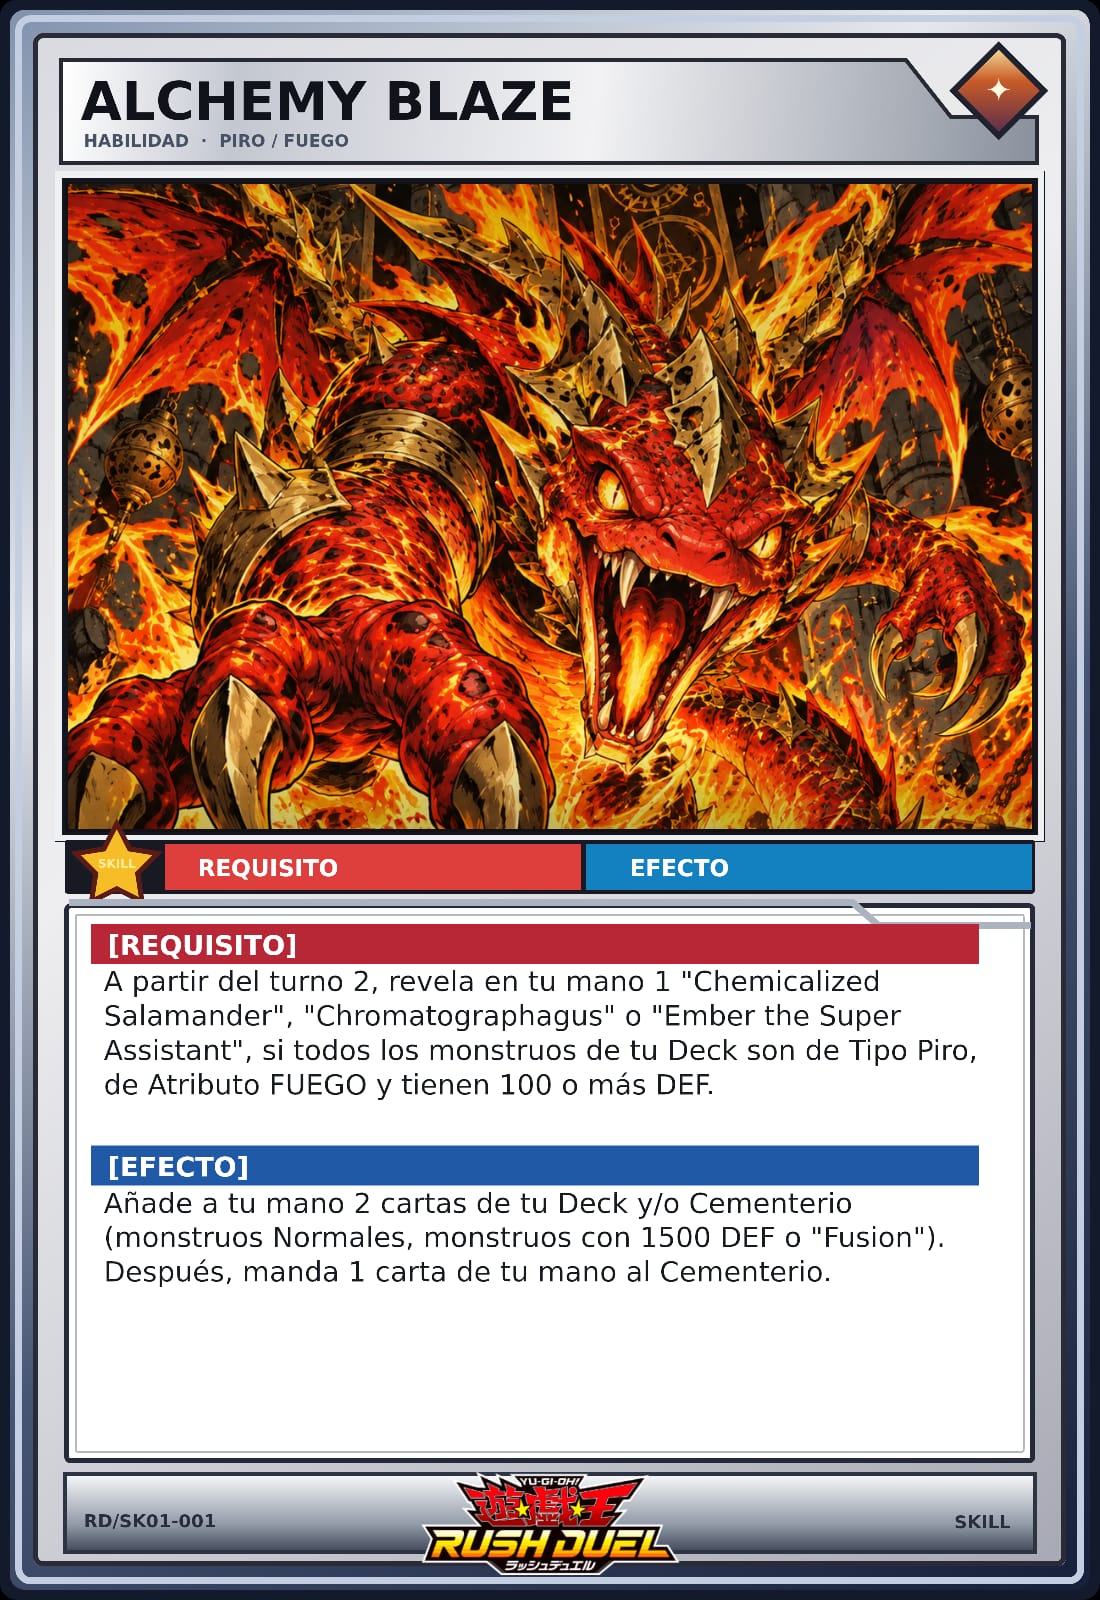 ALCHEMY BLAZE
HABILIDAD · PIRO / FUEGO
SKILL
REQUISITO
EFECTO
[REQUISITO]
A partir del turno 2, revela en tu mano 1 "Chemicalized
Salamander", "Chromatographagus" o "Ember the Super
Assistant", si todos los monstruos de tu Deck son de Tipo Piro,
de Atributo FUEGO y tienen 100 o más DEF.
[EFECTO]
Añade a tu mano 2 cartas de tu Deck y/o Cementerio
(monstruos Normales, monstruos con 1500 DEF o "Fusion").
Después, manda 1 carta de tu mano al Cementerio.
RD/SK01-001
YU-GI-OH!
遊戯王
RUSH DUEL
ラッシュデュエル
SKILL